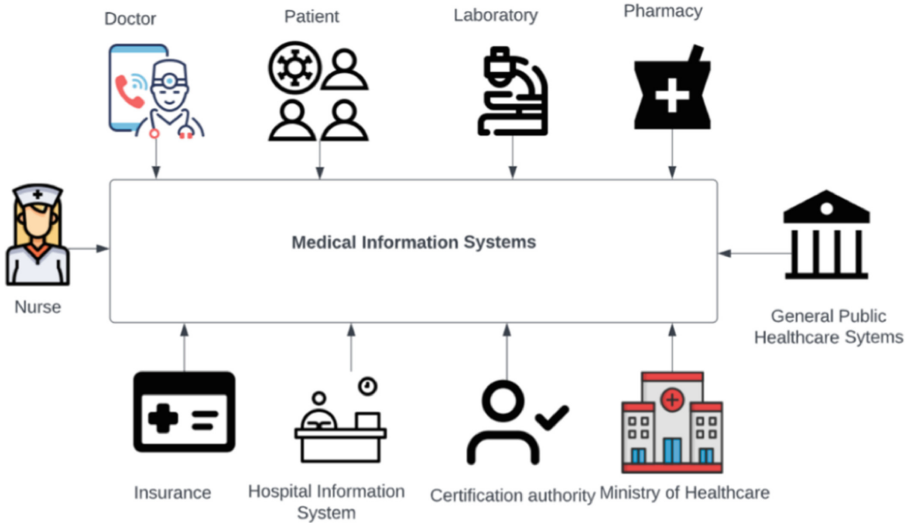 Doctor
Patient
Laboratory
Pharmacy
Medical Information Systems
Nurse
General Public
Healthcare Sytems
Insurance
Hospital Information
System
Certification authority
Ministry of Healthcare